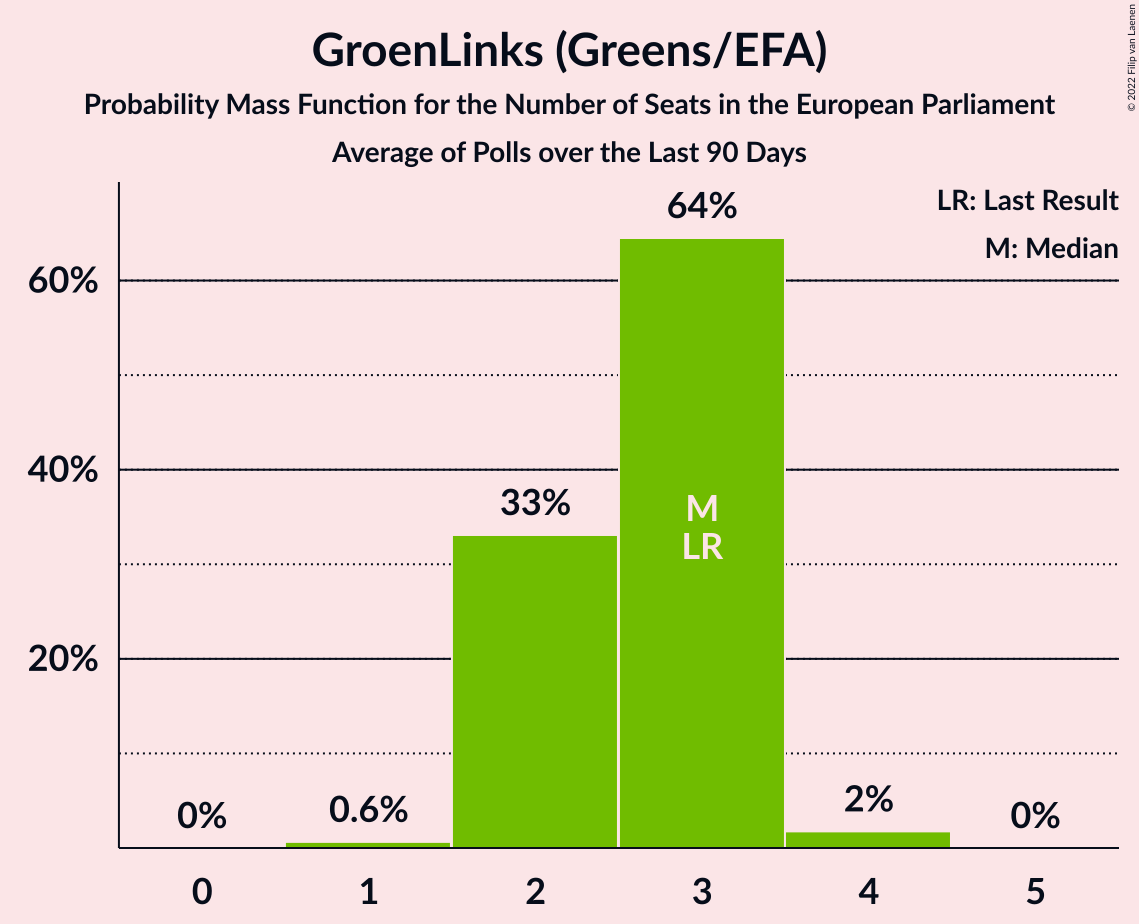 GroenLinks (Greens/EFA)
Probability Mass Function for the Number of Seats in the European Parliament
Average of Polls over the Last 90 Days
© 2022 Filip van Laenen
LR: Last Result
M: Median
60%
40%
20%
0%
0.6%
33%
64%
M
LR
2%
0%
0
1
2
3
4
5